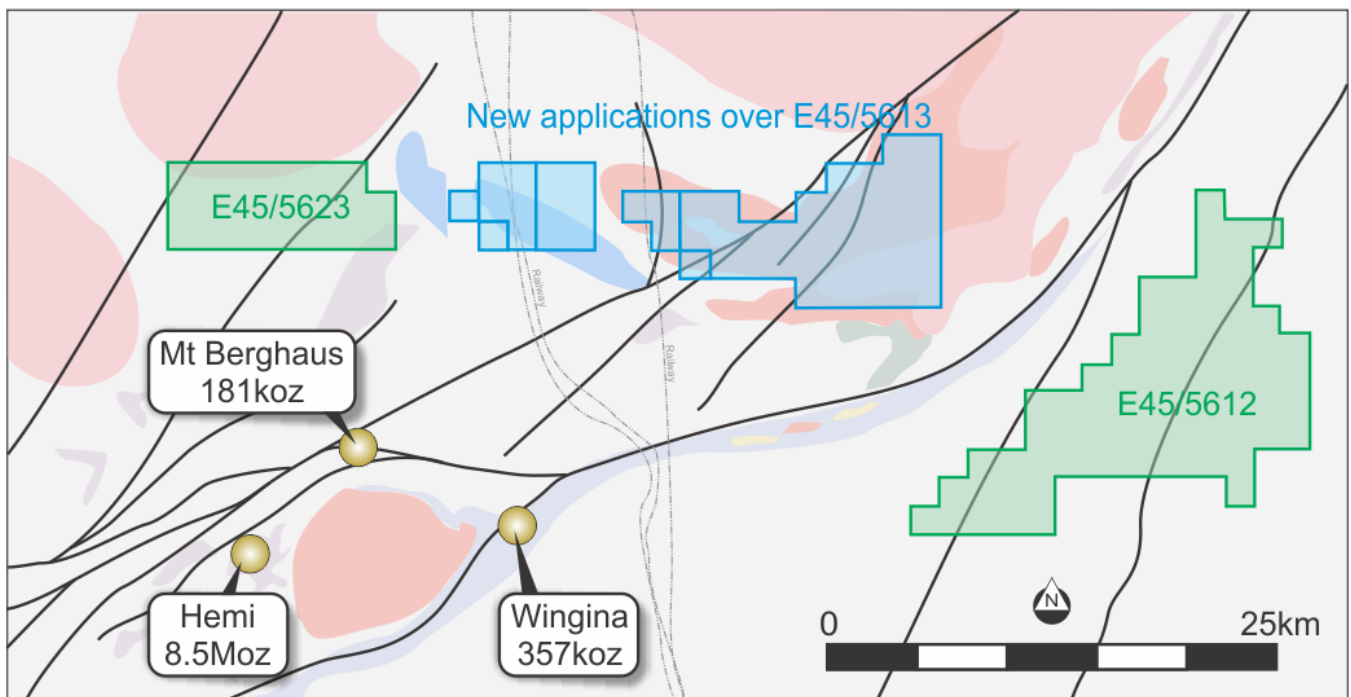 New applications over E45/5613
E45/5623
Railway
Railway
Mt Berghaus
181koz
E45/5612
Hemi
8.5Moz
Wingina
357koz
N
0
25km